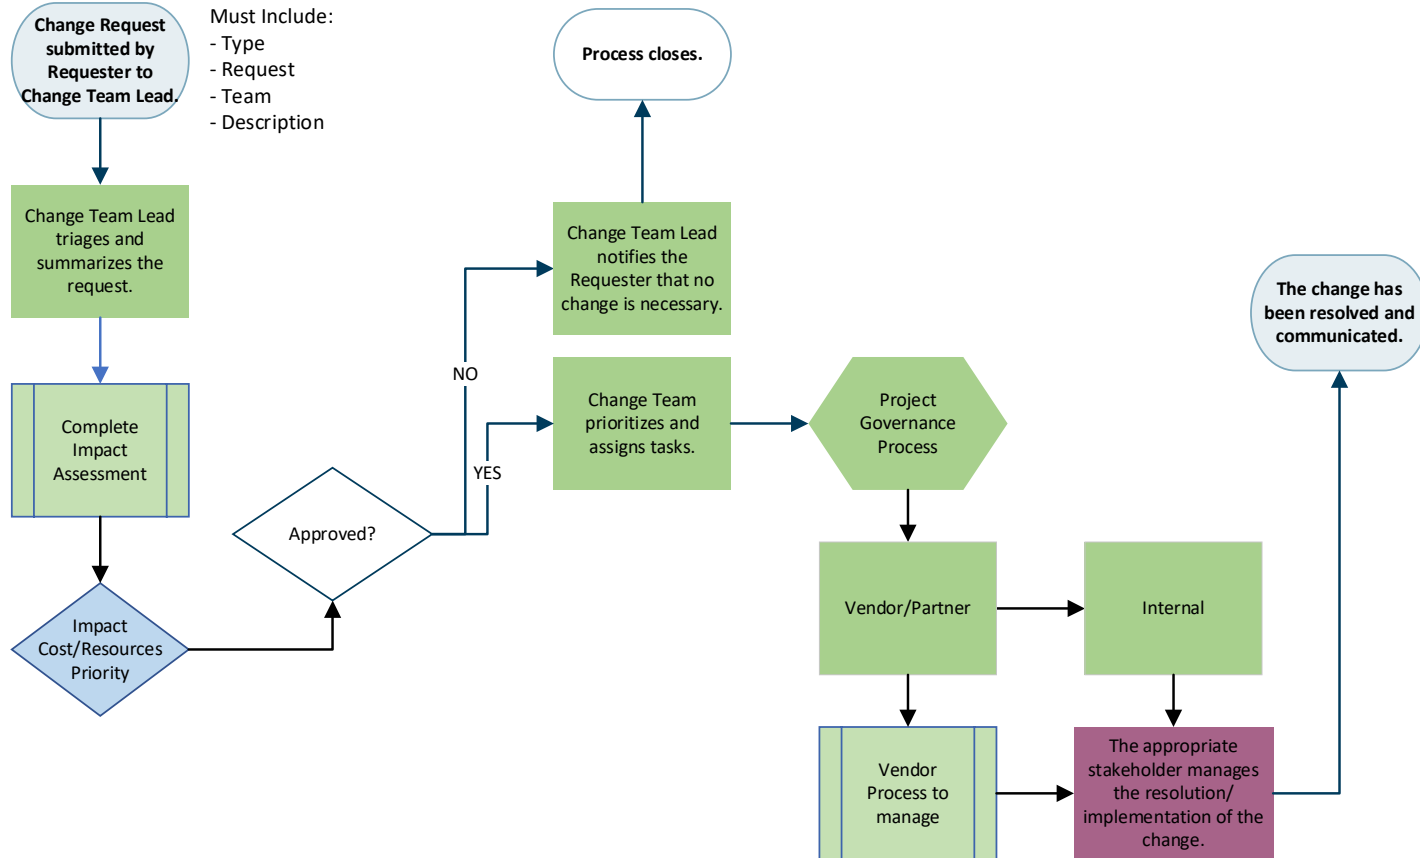 Change Request
submitted by
Requester to
Change Team Lead.
Must Include:
- Type
- Request
- Team
- Description
Process closes.
Change Team Lead
triages and
summarizes the
request.
Change Team Lead
notifies the
Requester that no
change is necessary.
The change has
been resolved and
communicated.
NO
Complete
Impact
Assessment
Change Team
prioritizes and
assigns tasks.
Project
Governance
Process
YES
Approved?
Impact
Cost/Resources
Priority
Vendor/Partner
Internal
Vendor
Process to
manage
The appropriate
stakeholder manages
the resolution/
implementation of the
change.